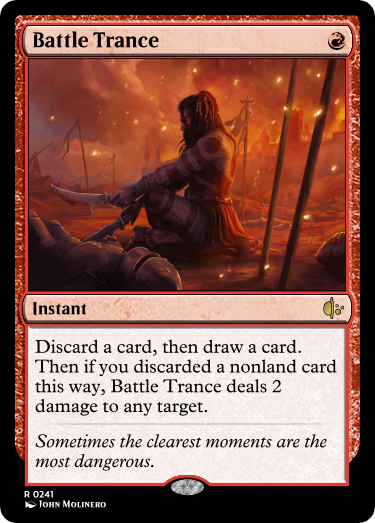 Battle Trance
Instant
Discard a card, then draw a card.
Then if you discarded a nonland card
this way, Battle Trance deals 2
damage to any target.
Sometimes the clearest moments are the
most dangerous.
R 0241
John Molinero